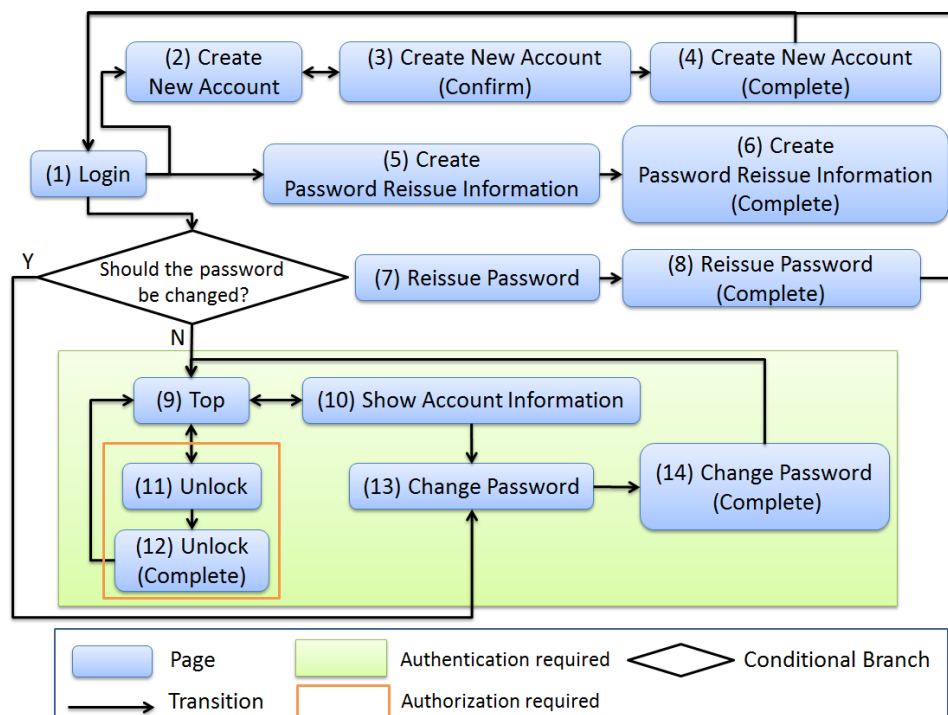 (2) Create
New Account
(3) Create New Account
(Confirm)
(4) Create New Account
(Complete)
(1) Login
(5) Create
Password Reissue Information
(6) Create
Password Reissue Information
(Complete)
Y
Should the password
be changed?
(7) Reissue Password
(8) Reissue Password
(Complete)
N
(9) Top
(10) Show Account Information
(11) Unlock
(13) Change Password
(14) Change Password
(Complete)
(12) Unlock
(Complete)
Page
Authentication required
Conditional Branch
Transition
Authorization required